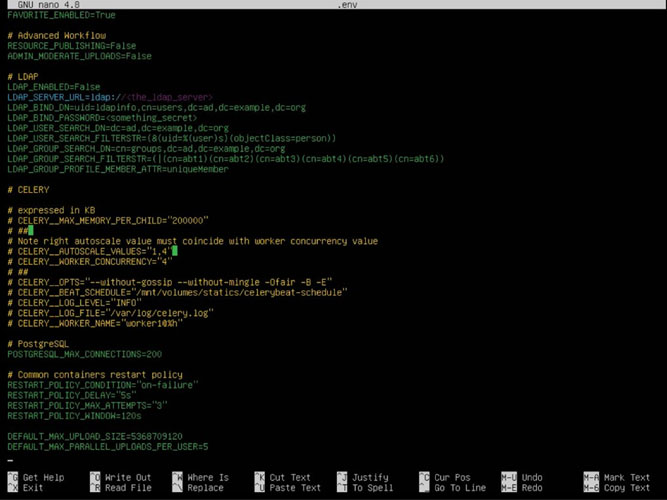 GNU nano 4.8 .env
FAVORITE_ENABLED=True
# Advanced Workflow
RESOURCE_PUBLISHING=False
ADMIN_MODERATE_UPLOADS=False
# LDAP
LDAP_ENABLED=False
LDAP_SERVER_URL=ldap://<the_ldap_server>
LDAP_BIND_DN=uid=ldapinfo,cn=users,dc=ad,dc=example,dc=org
LDAP_BIND_PASSWORD=<something_secret>
LDAP_USER_SEARCH_DN=dc=ad,dc=example,dc=org
LDAP_USER_SEARCH_FILTERSTR=(&(uid=%(user)s)(objectClass=person))
LDAP_GROUP_SEARCH_DN=cn=groups,dc=ad,dc=example,dc=org
LDAP_GROUP_SEARCH_FILTERSTR=(|(cn=abt1)(cn=abt2)(cn=abt3)(cn=abt4)(cn=abt5)(cn=abt6))
LDAP_GROUP_PROFILE_MEMBER_ATTR=uniqueMember
# CELERY
# expressed in KB
# CELERY__MAX_MEMORY_PER_CHILD="200000"
# ##
# Note right autoscale value must coincide with worker concurrency value
# CELERY__AUTOSCALE_VALUES="1,4"
# CELERY__WORKER_CONCURRENCY="4"
# ##
# CELERY__OPTS="--without-gossip --without-mingle -Ofair -B -E"
# CELERY__BEAT_SCHEDULE="/mnt/volumes/statics/celerybeat-schedule"
# CELERY__LOG_LEVEL="INFO"
# CELERY__LOG_FILE="/var/log/celery.log"
# CELERY__WORKER_NAME="worker1@%h"
# PostgreSQL
POSTGRESQL_MAX_CONNECTIONS=200
# Common containers restart policy
RESTART_POLICY_CONDITION="on-failure"
RESTART_POLICY_DELAY="5s"
RESTART_POLICY_MAX_ATTEMPTS="3"
RESTART_POLICY_WINDOW=120s
DEFAULT_MAX_UPLOAD_SIZE=5368709120
DEFAULT_MAX_PARALLEL_UPLOADS_PER_USER=5
^G Get Help ^O Write Out ^W Where Is ^K Cut Text ^J Justify ^C Cur Pos M-U Undo M-A Mark Text
^X Exit ^R Read File ^\ Replace ^U Paste Text ^T To Spell ^_ Go To Line M-E Redo M-6 Copy Text